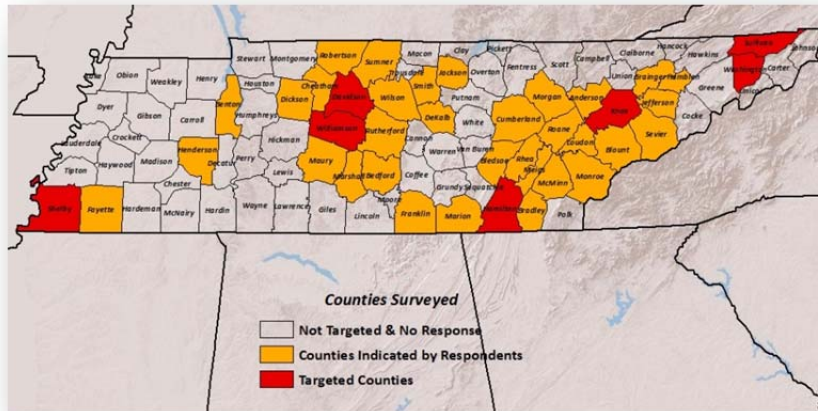 Robertson
Sumner
Macon
Clay
Pickett
Stewart
Montgomery
Scott
Campbell
Claiborne
Hancock
Hawkins
Sullivan
Johnson
Obion
Weakley
Henry
Houston
Cheatham
Davidson
Trousdale
Smith
Jackson
Overton
Fentress
Union
Grainger
Hamblen
Washington
Carter
Unicoi
Greene
Dyer
Gibson
Carroll
Benton
Humphreys
Dickson
Wilson
Putnam
Morgan
Anderson
Knox
Jefferson
Cocke
Lauderdale
Crockett
Hickman
Williamson
Rutherford
DeKalb
White
Cumberland
Roane
Loudon
Blount
Sevier
Tipton
Haywood
Madison
Henderson
Decatur
Perry
Lewis
Maury
Cannon
Warren
Van Buren
Bledsoe
Rhea
Meigs
McMinn
Monroe
Chester
Marshall
Bedford
Coffee
Grundy
Sequatchie
Shelby
Fayette
Hardeman
McNairy
Hardin
Wayne
Lawrence
Giles
Lincoln
Moore
Franklin
Marion
Hamilton
Bradley
Polk
Counties Surveyed
Not Targeted & No Response
Counties Indicated by Respondents
Targeted Counties